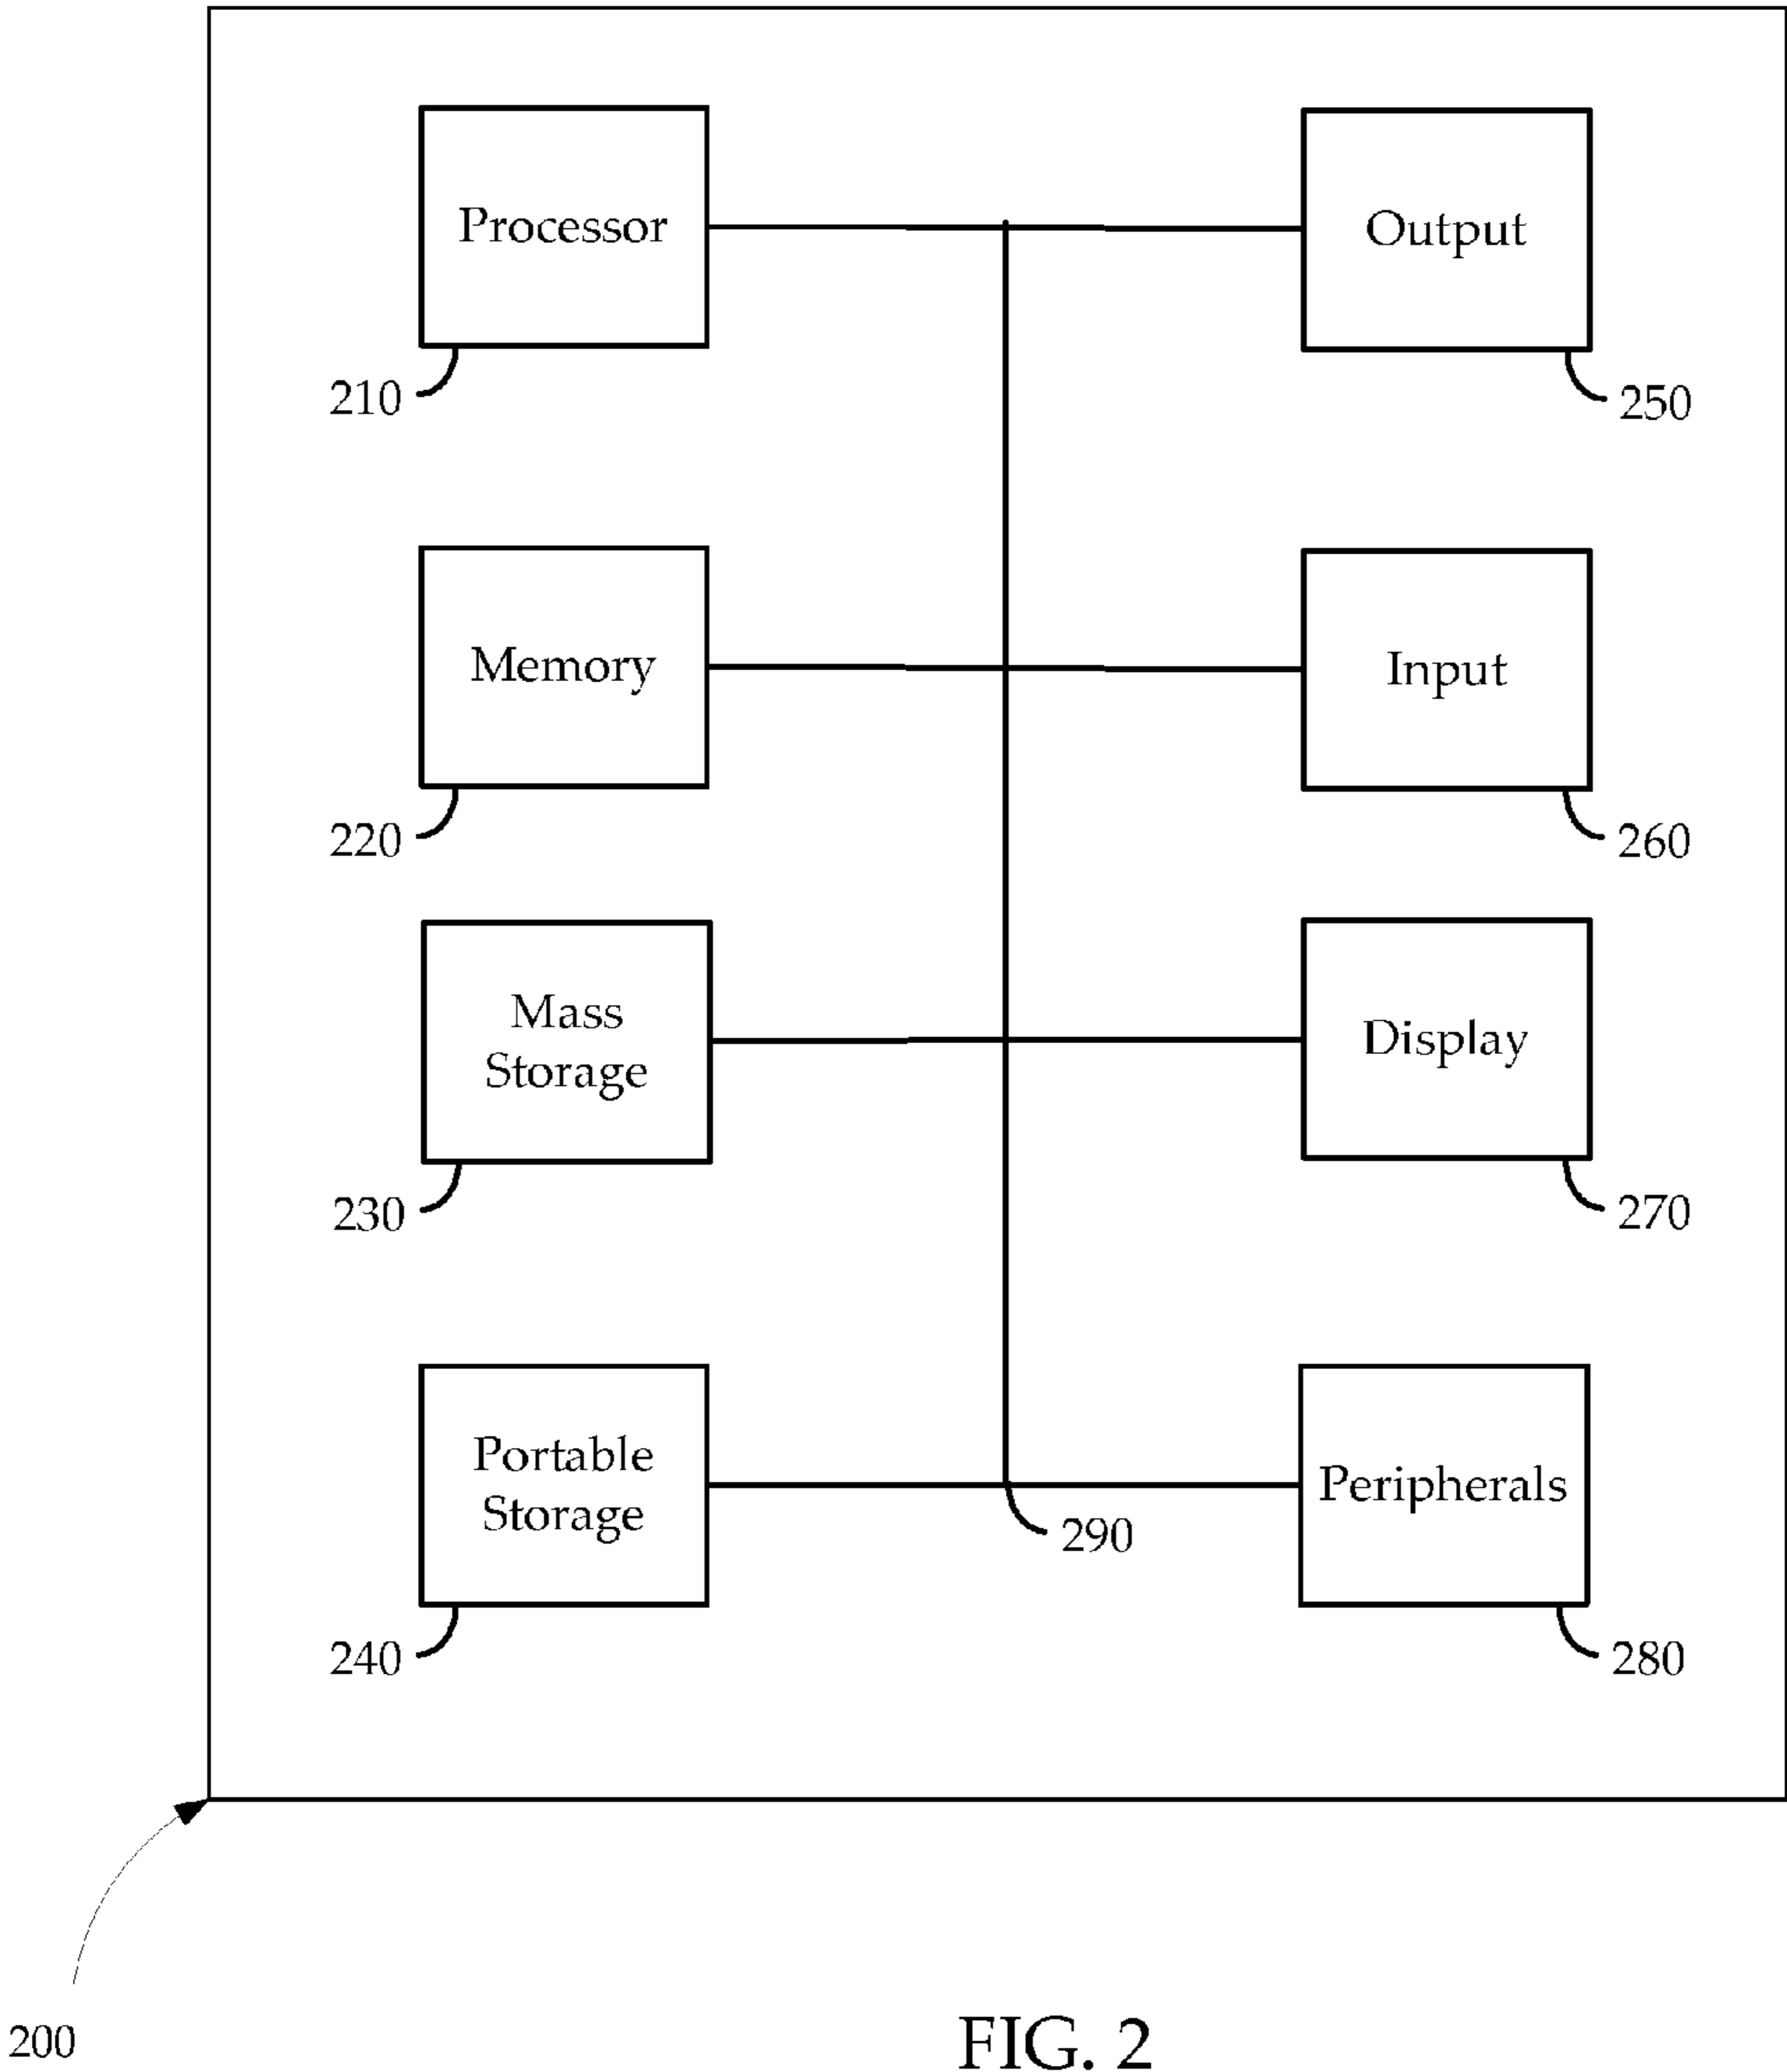 Processor
Output
210
250
Memory
Input
220
260
Mass
Storage
Display
230
270
Portable
Storage
Peripherals
290
240
280
200
FIG. 2